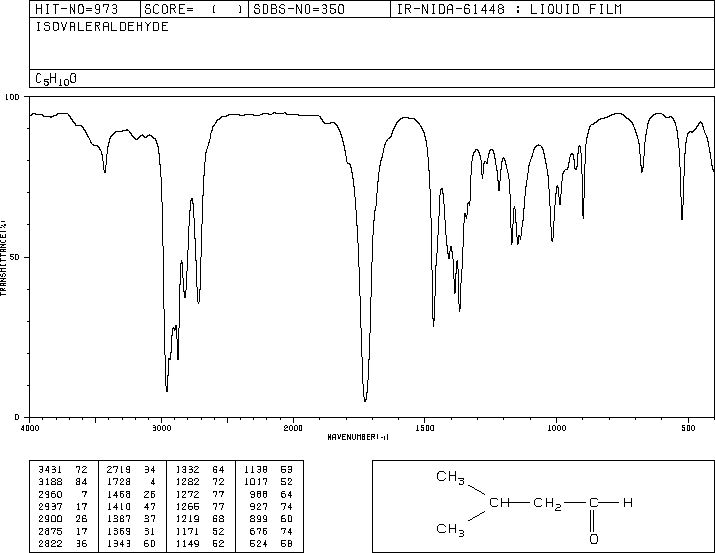 HIT-NO=973 SCORE= ( ) SDBS-NO=350 IR-NIDA-61448 : LIQUID FILM
ISOVALERALDEHYDE
C5H10O
100
50
0
TRANSMITTANCE(%)
4000 3000 2000 1500 1000 500
WAVENUMBER(-1)
3431 72 2719 34 1332 64 1138 53
3188 84 1728 4 1282 72 1017 52
2960 7 1468 26 1272 77 988 64
2937 17 1410 47 1266 77 927 74
2900 26 1387 37 1219 68 899 60
2875 17 1369 31 1171 52 676 74
2822 36 1343 60 1149 52 524 58
CH3
CH CH2 C H
CH3
O